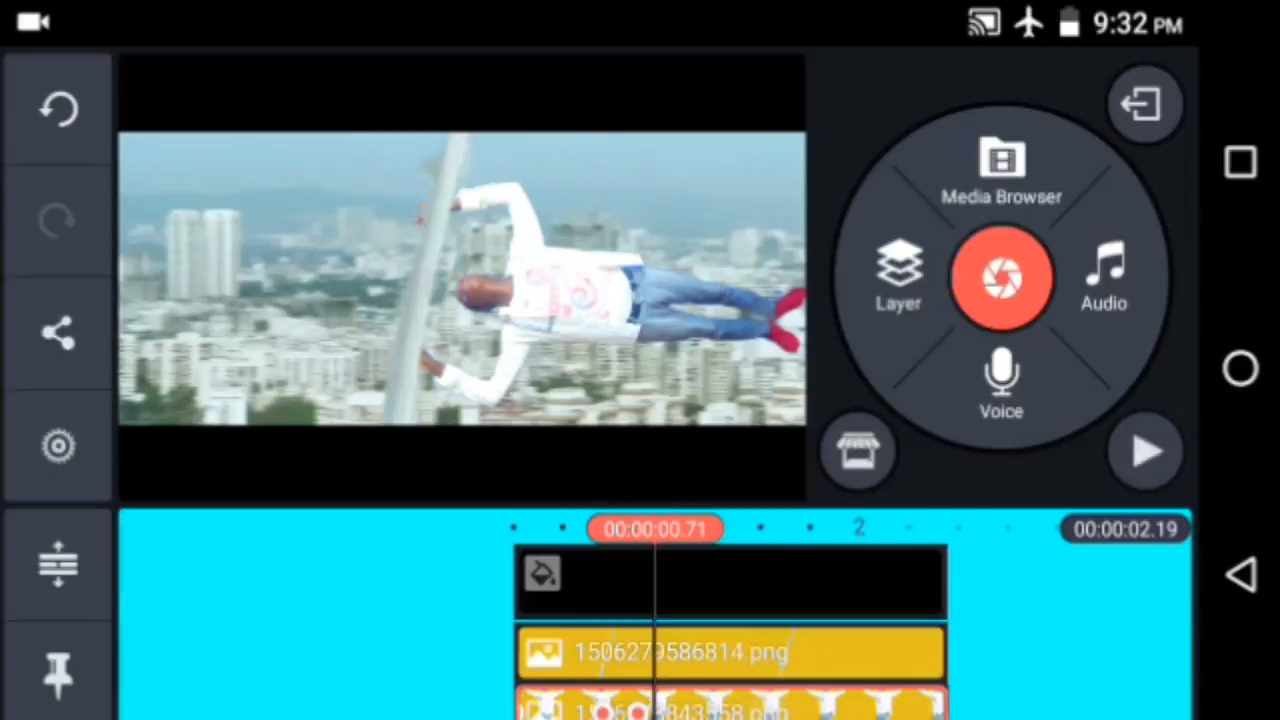 9:32 PM
Media Browser
Layer
Audio
Voice
00:00:00.71
2
00:00:02.19
1506279586814.png